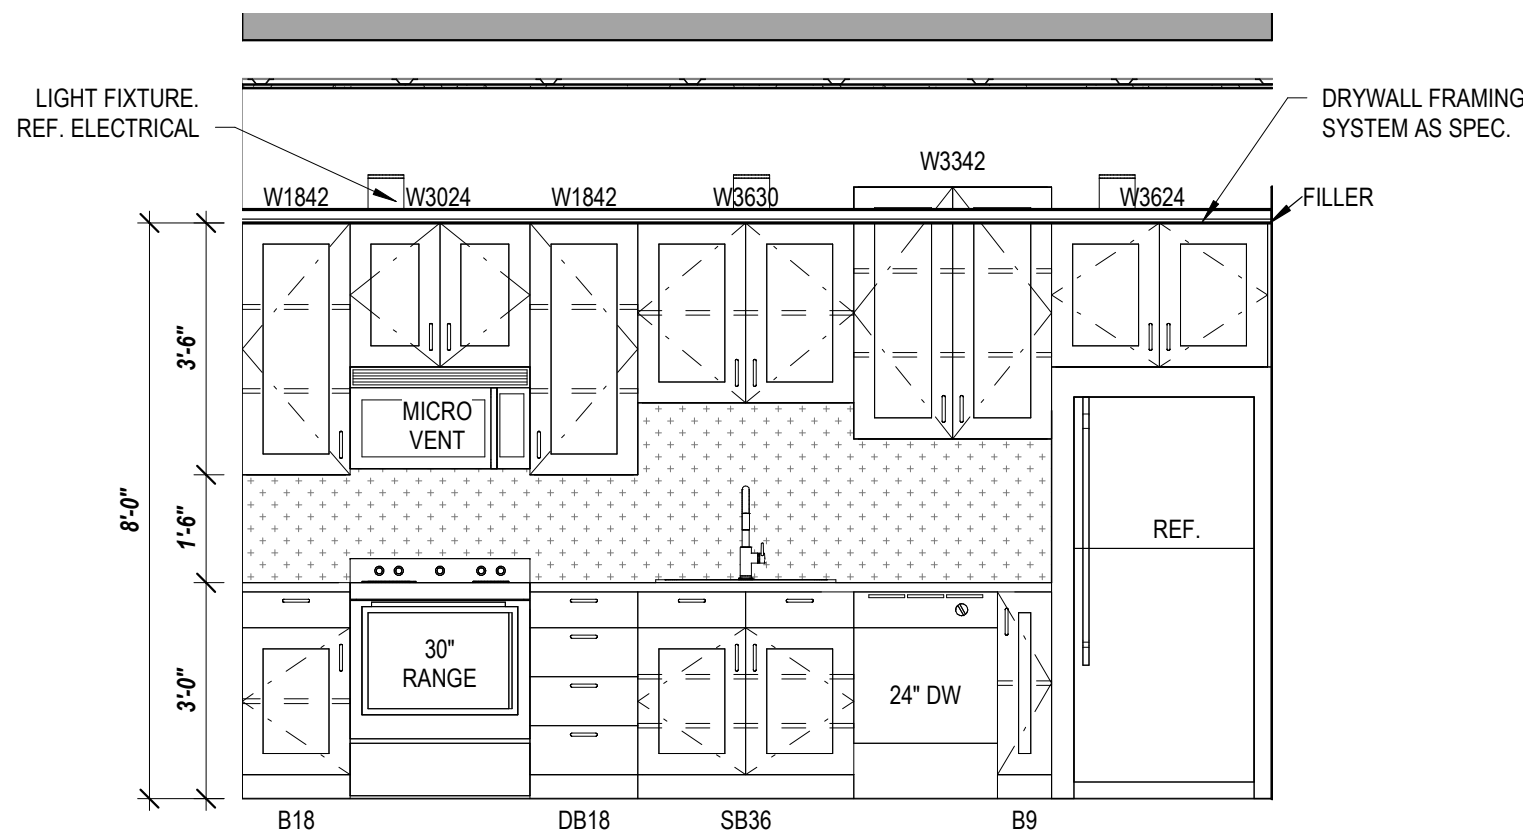 LIGHT FIXTURE.
REF. ELECTRICAL
DRYWALL FRAMING
SYSTEM AS SPEC.
W3342
W1842
W3024
W1842
W3630
W3624
FILLER
3'-6"
8'-0"
1'-6"
3'-0"
MICRO
VENT
REF.
30"
RANGE
24" DW
B18
DB18
SB36
B9